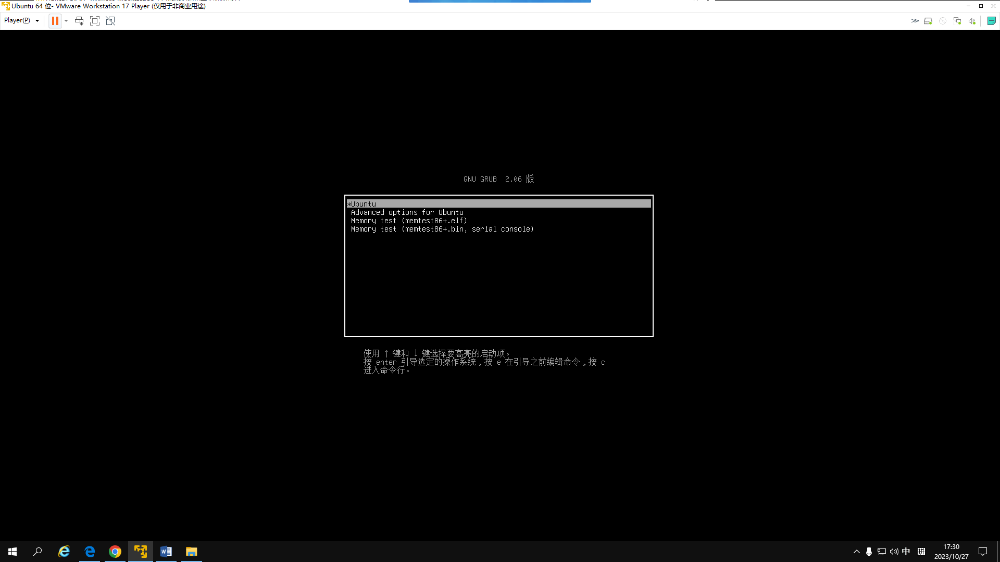 Ubuntu 64 位- VMware Workstation 17 Player (仅用于非商业用途)
Player(P)
GNU GRUB  2.06 版
*Ubuntu
Advanced options for Ubuntu
Memory test (memtest86+.elf)
Memory test (memtest86+.bin, serial console)
使用 ↑ 键和 ↓ 键选择要高亮的启动项。
按 enter 引导选定的操作系统，按 e 在引导之前编辑命令，按 c
进入命令行。
中
拼
17:30
2023/10/27